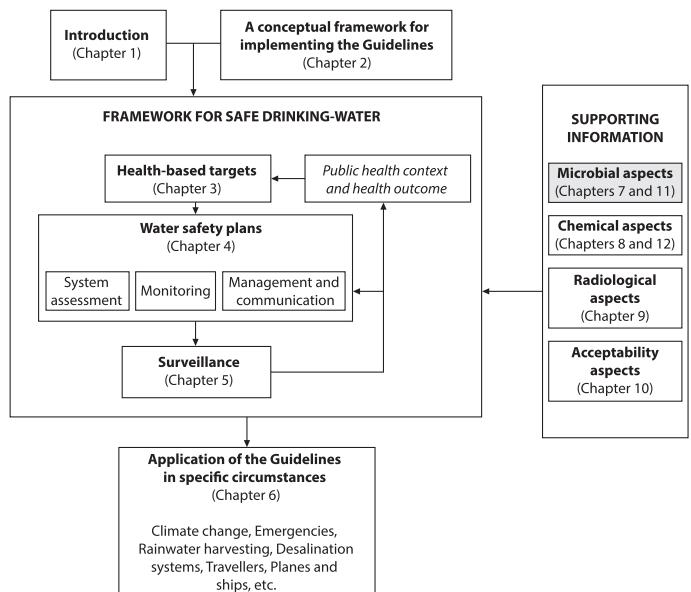 Introduction
(Chapter 1)
A conceptual framework for
implementing the Guidelines
(Chapter 2)
FRAMEWORK FOR SAFE DRINKING-WATER
Health-based targets
(Chapter 3)
Public health context
and health outcome
Water safety plans
(Chapter 4)
System
assessment
Monitoring
Management and
communication
Surveillance
(Chapter 5)
SUPPORTING
INFORMATION
Microbial aspects
(Chapters 7 and 11)
Chemical aspects
(Chapters 8 and 12)
Radiological
aspects
(Chapter 9)
Acceptability
aspects
(Chapter 10)
Application of the Guidelines
in specific circumstances
(Chapter 6)
Climate change, Emergencies,
Rainwater harvesting, Desalination
systems, Travellers, Planes and
ships, etc.